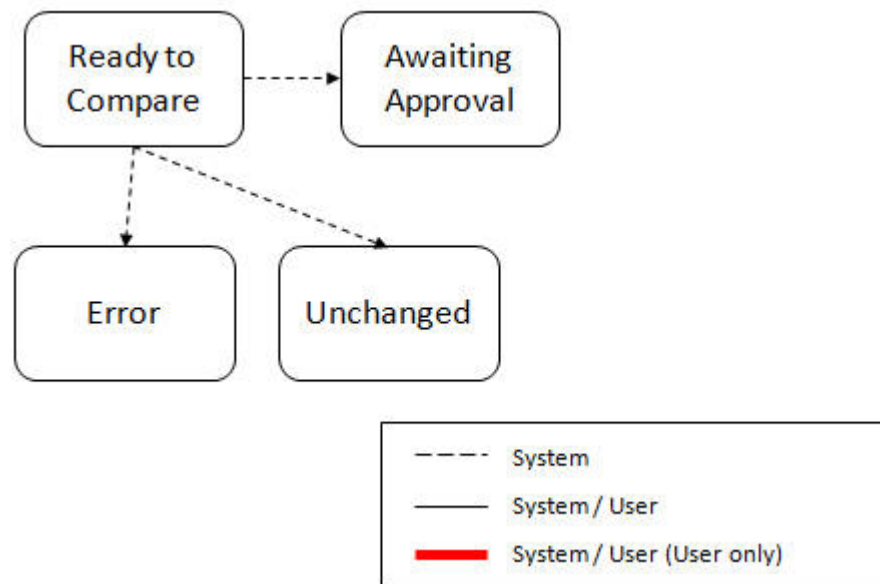 Ready to
Compare
Awaiting
Approval
Error
Unchanged
System
System / User
System / User (User only)